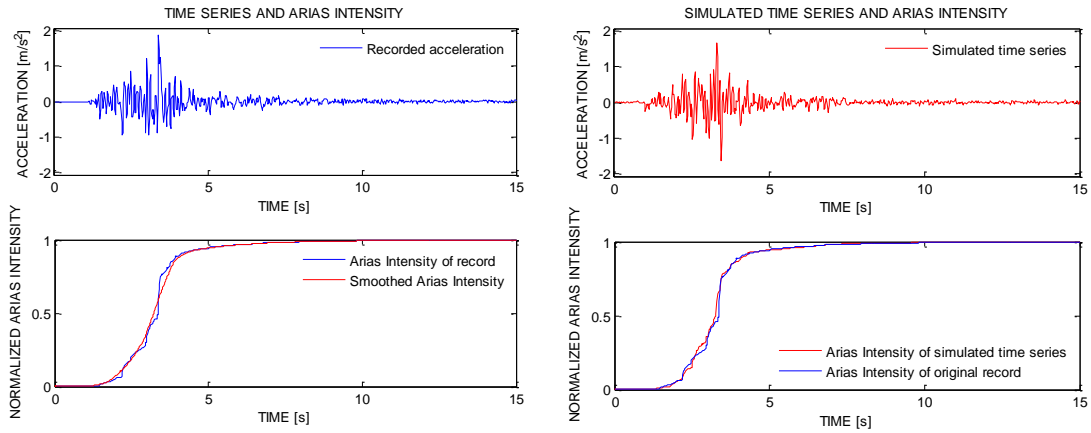 TIME SERIES AND ARIAS INTENSITY
2
1
0
-1
-2
ACCELERATION [m/s²]
Recorded acceleration
0 5 10 15
TIME [s]
1
0.5
0
NORMALIZED ARIAS INTENSITY
Arias Intensity of record
Smoothed Arias Intensity
0 5 10 15
TIME [s]
SIMULATED TIME SERIES AND ARIAS INTENSITY
2
1
0
-1
-2
ACCELERATION [m/s²]
Simulated time series
0 5 10 15
TIME [s]
1
0.5
0
NORMALIZED ARIAS INTENSITY
Arias Intensity of simulated time series
Arias Intensity of original record
0 5 10 15
TIME [s]